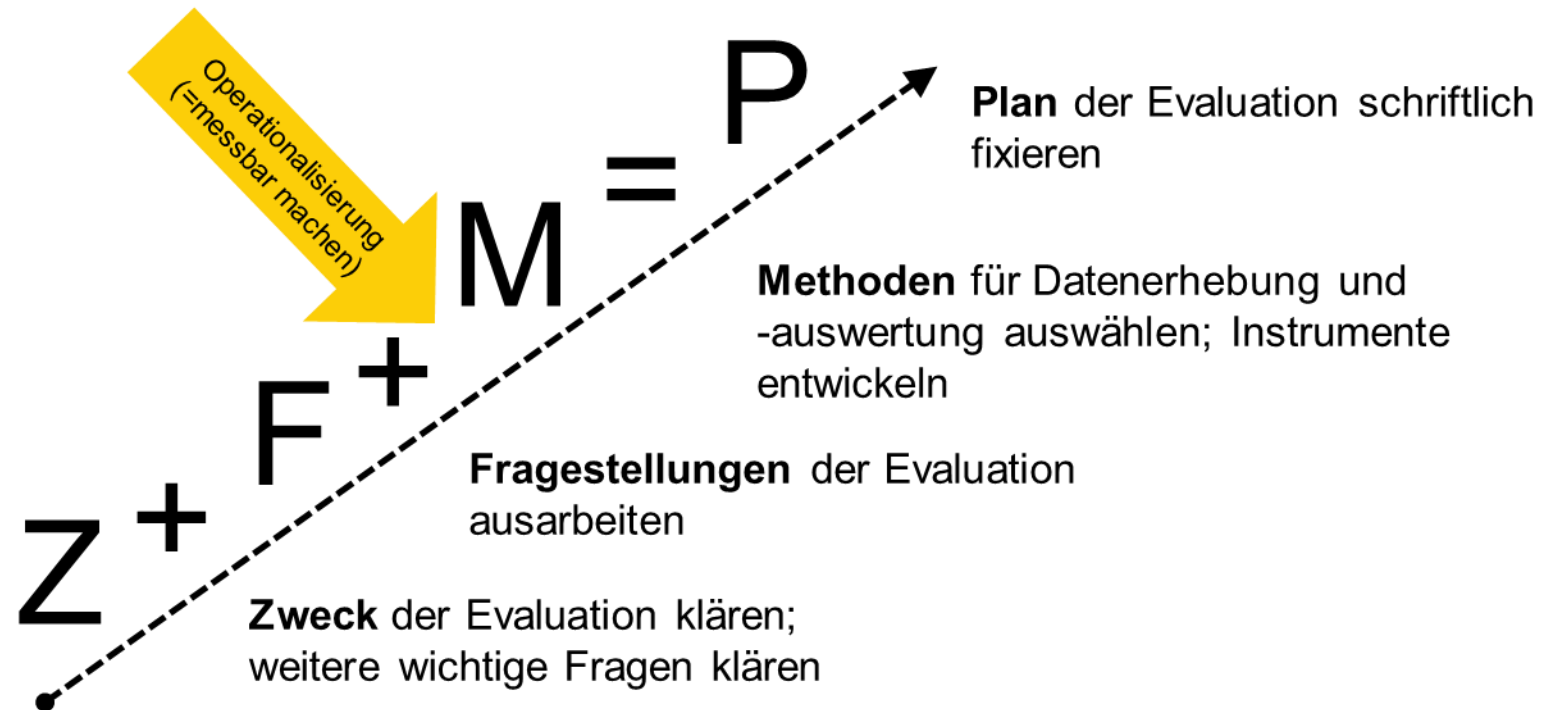 Operationalisierung
(=messbar machen)
P
Plan der Evaluation schriftlich
fixieren
=
M
Methoden für Datenerhebung und
-auswertung auswählen; Instrumente
entwickeln
+
F
Fragestellungen der Evaluation
ausarbeiten
+
Z
Zweck der Evaluation klären;
weitere wichtige Fragen klären